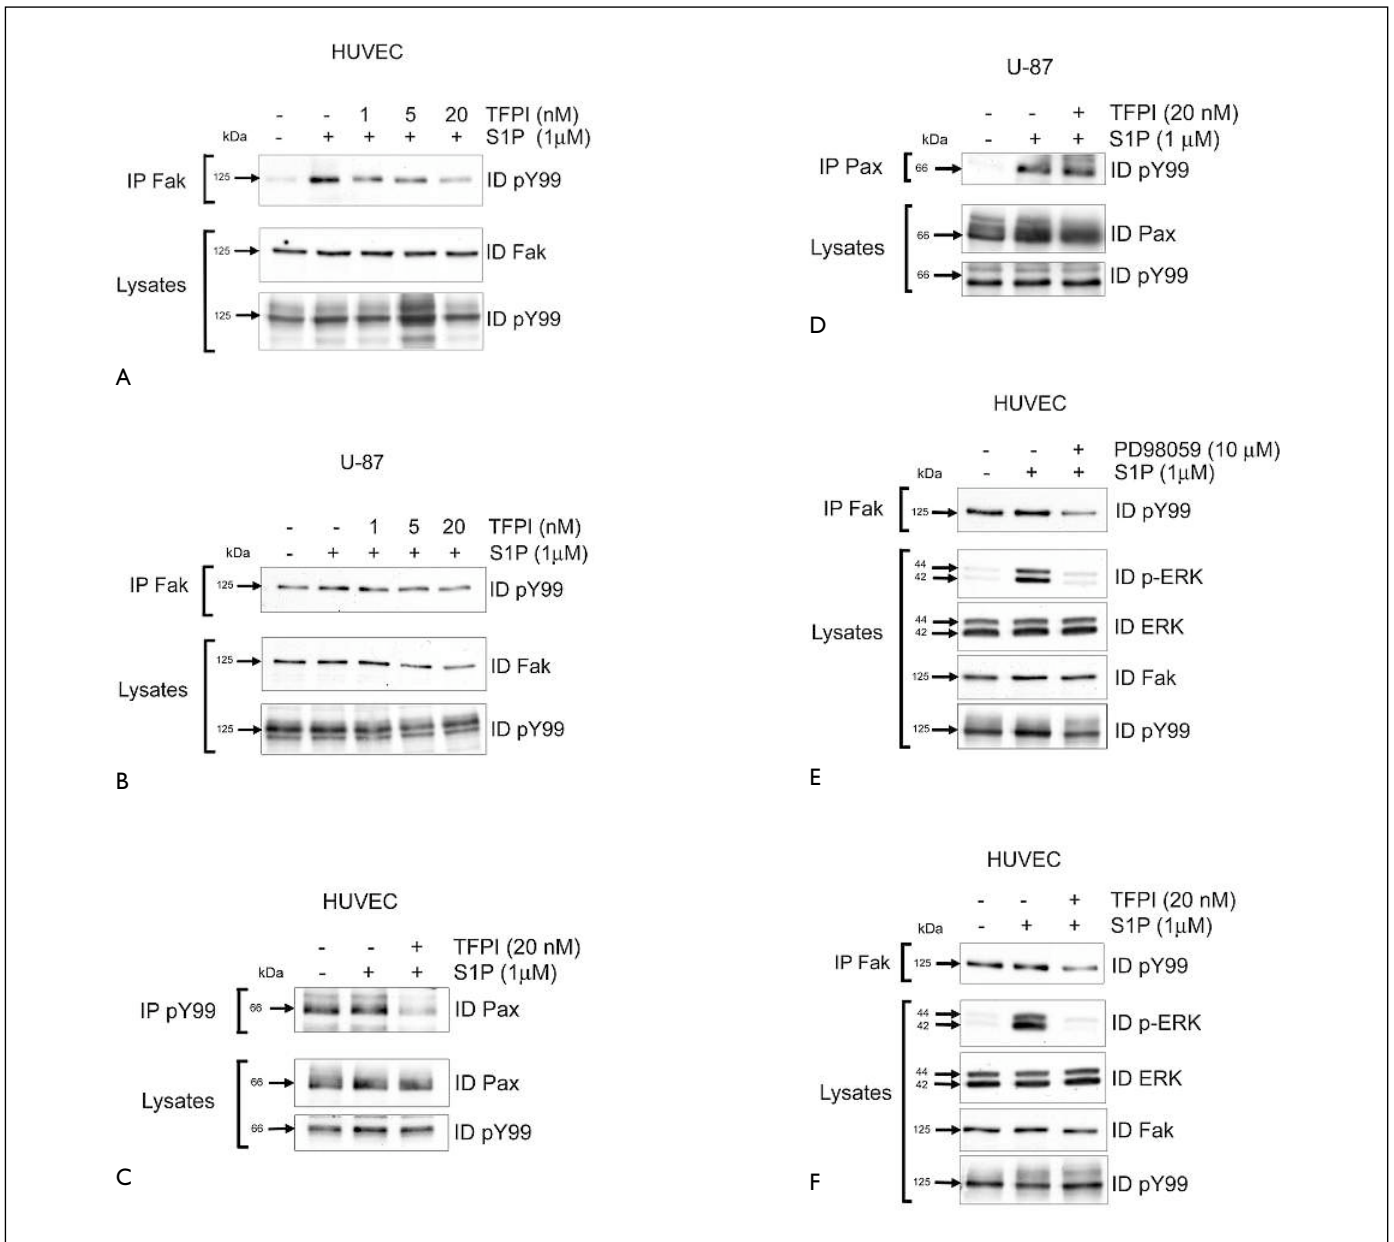 HUVEC
- - 1 5 20 TFPI (nM)
kDa - + + + + S1P (1μM)
IP Fak 125 ID pY99
125 ID Fak
Lysates
125 ID pY99
A
U-87
- - 1 5 20 TFPI (nM)
kDa - + + + + S1P (1μM)
IP Fak 125 ID pY99
125 ID Fak
Lysates
125 ID pY99
B
HUVEC
- - + TFPI (20 nM)
kDa - + + S1P (1μM)
IP pY99 66 ID Pax
66 ID Pax
Lysates
66 ID pY99
C
U-87
- - + TFPI (20 nM)
kDa - + + S1P (1 μM)
IP Pax 66 ID pY99
66 ID Pax
Lysates
66 ID pY99
D
HUVEC
- - + PD98059 (10 μM)
kDa - + + S1P (1μM)
IP Fak 125 ID pY99
44
42 ID p-ERK
44
42 ID ERK
Lysates
125 ID Fak
125 ID pY99
E
HUVEC
- - + TFPI (20 nM)
kDa - + + S1P (1μM)
IP Fak 125 ID pY99
44
42 ID p-ERK
44
42 ID ERK
Lysates
125 ID Fak
125 ID pY99
F